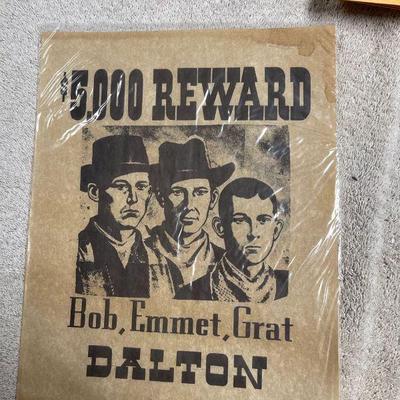 $5,000 REWARD
Bob, Emmet, Grat
DALTON